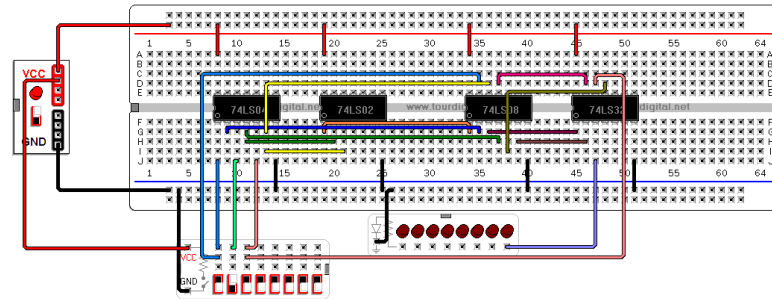 1 5 10 15 20 25 30 35 40 45 50 55 60
A A
B B
C C
D D
E E
VCC
74LS04 digital.net 74LS02 www.tourdi 74LS08 74LS32 digital.net
F F
G G
H H
I I
J J
GND
1 5 10 15 20 25 30 35 40 45 50 55 60
VCC
GND